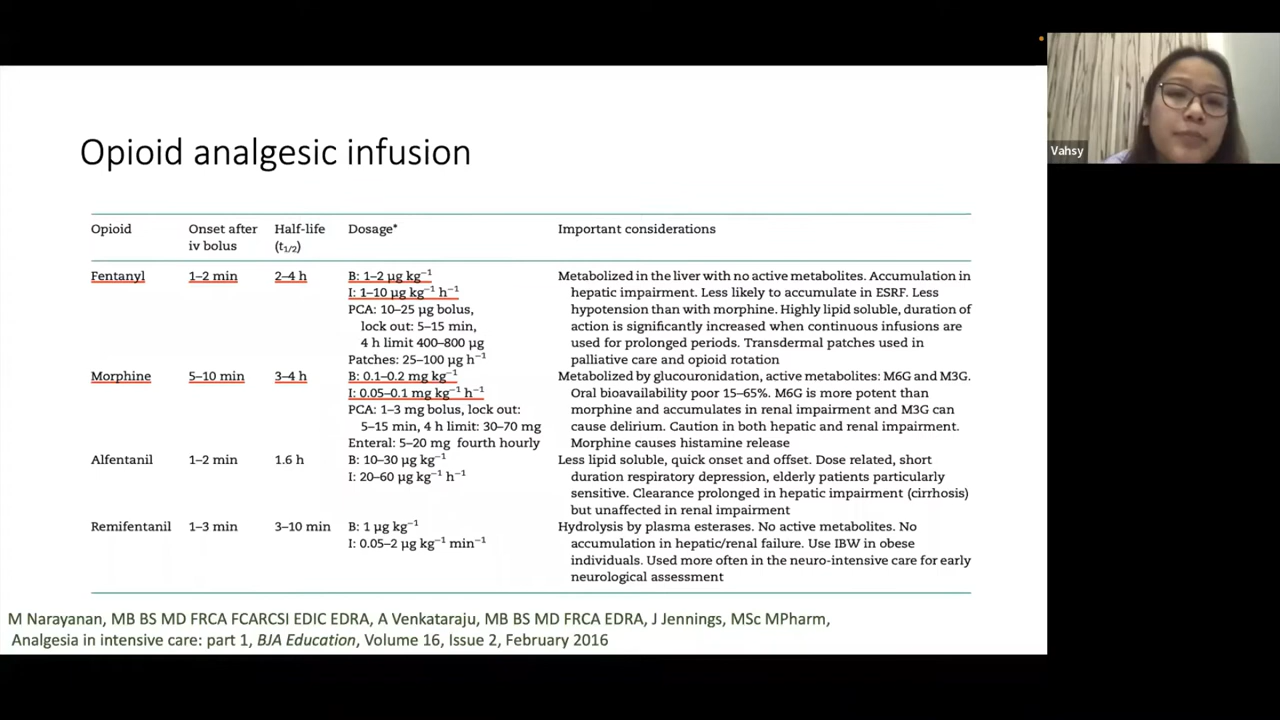 Opioid analgesic infusion
Vahsy
Opioid
Onset after
iv bolus
Half-life
(t1/2)
Dosage*
Important considerations
Fentanyl
1–2 min
2–4 h
B: 1–2 µg kg−1
I: 1–10 µg kg−1 h−1
PCA: 10–25 µg bolus,
lock out: 5–15 min,
4 h limit 400–800 µg
Patches: 25–100 µg h−1
Metabolized in the liver with no active metabolites. Accumulation in
hepatic impairment. Less likely to accumulate in ESRF. Less
hypotension than with morphine. Highly lipid soluble, duration of
action is significantly increased when continuous infusions are
used for prolonged periods. Transdermal patches used in
palliative care and opioid rotation
Morphine
5–10 min
3–4 h
B: 0.1–0.2 mg kg−1
I: 0.05–0.1 mg kg−1 h−1
PCA: 1–3 mg bolus, lock out:
5–15 min, 4 h limit: 30–70 mg
Enteral: 5–20 mg fourth hourly
Metabolized by glucouronidation, active metabolites: M6G and M3G.
Oral bioavailability poor 15–65%. M6G is more potent than
morphine and accumulates in renal impairment and M3G can
cause delirium. Caution in both hepatic and renal impairment.
Morphine causes histamine release
Alfentanil
1–2 min
1.6 h
B: 10–30 µg kg−1
I: 20–60 µg kg−1 h−1
Less lipid soluble, quick onset and offset. Dose related, short
duration respiratory depression, elderly patients particularly
sensitive. Clearance prolonged in hepatic impairment (cirrhosis)
but unaffected in renal impairment
Remifentanil
1–3 min
3–10 min
B: 1 µg kg−1
I: 0.05–2 µg kg−1 min−1
Hydrolysis by plasma esterases. No active metabolites. No
accumulation in hepatic/renal failure. Use IBW in obese
individuals. Used more often in the neuro-intensive care for early
neurological assessment
M Narayanan, MB BS MD FRCA FCARCSI EDIC EDRA, A Venkataraju, MB BS MD FRCA EDRA, J Jennings, MSc MPharm,
Analgesia in intensive care: part 1, BJA Education, Volume 16, Issue 2, February 2016